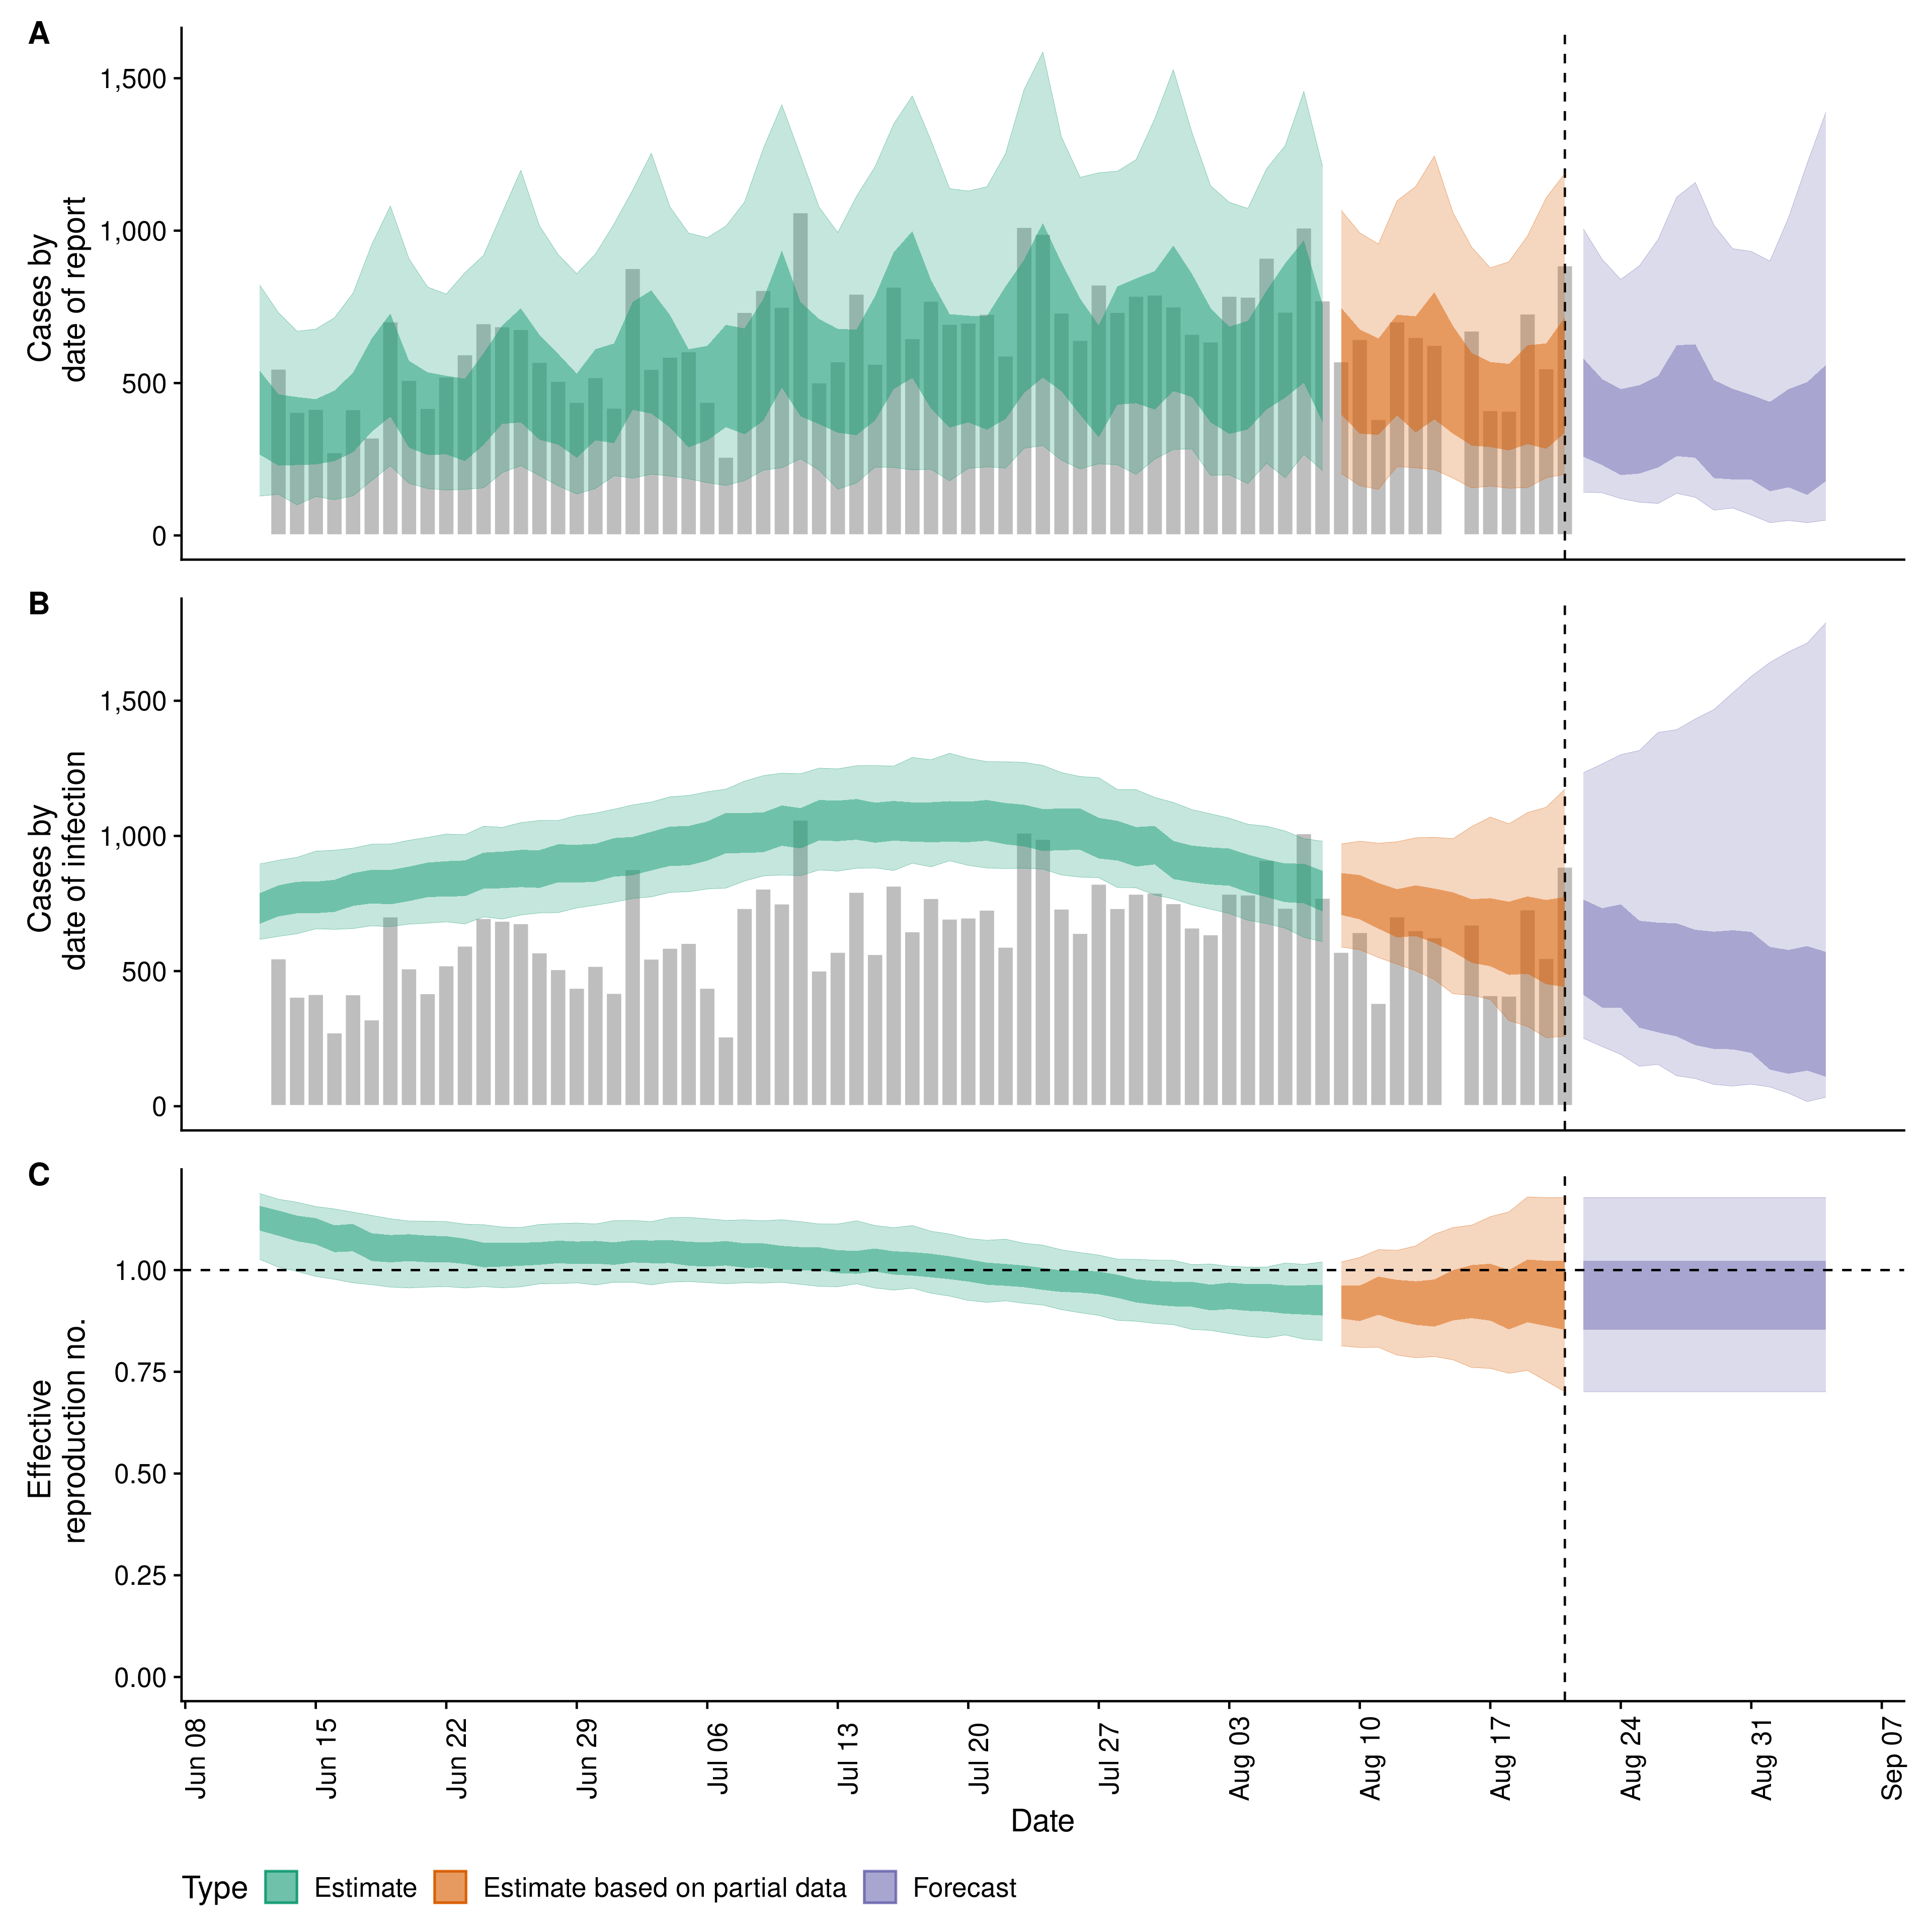 A
1,500
1,000
500
0
Cases by
date of report
B
1,500
1,000
500
0
Cases by
date of infection
C
1.00
0.75
0.50
0.25
0.00
Effective
reproduction no.
Jun 08
Jun 15
Jun 22
Jun 29
Jul 06
Jul 13
Jul 20
Jul 27
Aug 03
Aug 10
Aug 17
Aug 24
Aug 31
Sep 07
Date
Type Estimate Estimate based on partial data Forecast